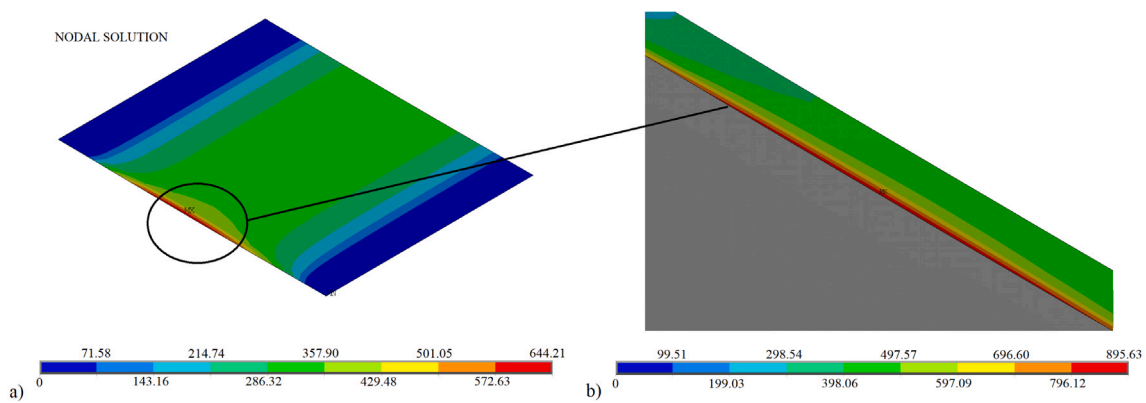 NODAL SOLUTION
71.58 214.74 357.90 501.05 644.21
0 143.16 286.32 429.48 572.63
a)
99.51 298.54 497.57 696.60 895.63
0 199.03 398.06 597.09 796.12
b)